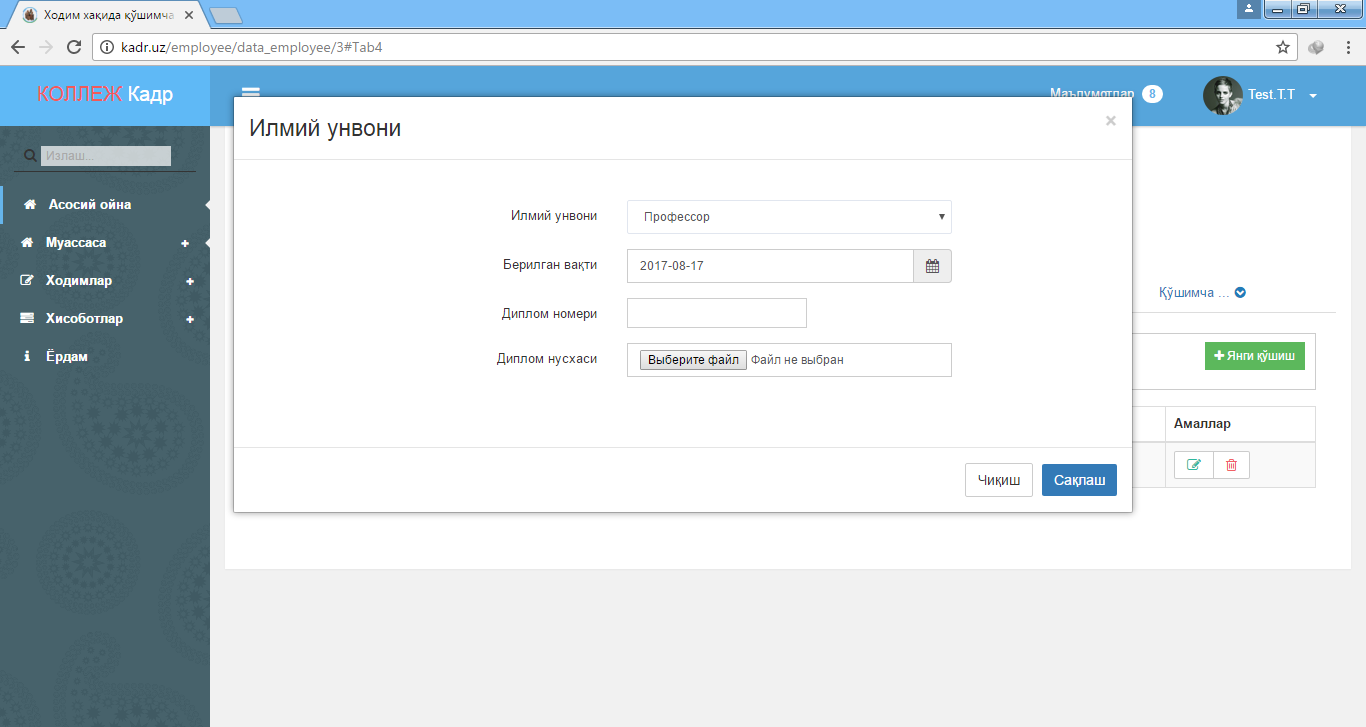 Ходим хақида қўшимча
kadr.uz/employee/data_employee/3#Tab4
КОЛЛЕЖ Кадр
Маълумотлар 8
Test.T.T
Излаш...
Асосий ойна
Муассаса
Ходимлар
Хисоботлар
Ёрдам
Илмий унвони
×
Илмий унвони
Профессор
Берилган вақти
2017-08-17
Диплом номери
Диплом нусхаси
Выберите файл Файл не выбран
Чиқиш
Сақлаш
Қўшимча ...
Янги қўшиш
Амаллар